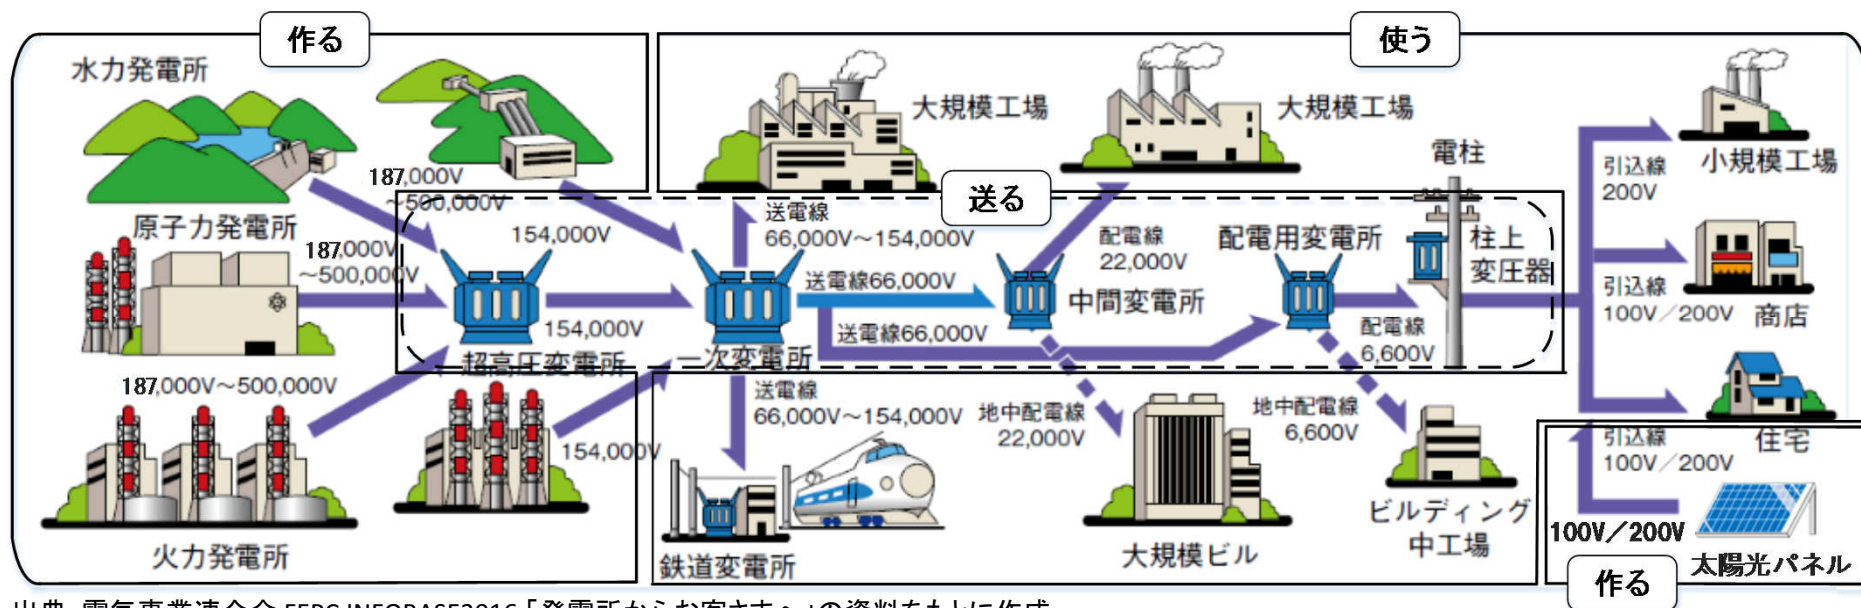 作る
使う
水力発電所
大規模工場
大規模工場
電柱
小規模工場
引込線
200V
187,000V
～500,000V
送る
原子力発電所
187,000V
～500,000V
154,000V
送電線
66,000V～154,000V
配電線
22,000V
配電用変電所
柱上
変圧器
送電線66,000V
中間変電所
引込線
100V／200V
商店
154,000V
送電線66,000V
配電線
6,600V
超高圧変電所
一次変電所
187,000V～500,000V
送電線
66,000V～154,000V
地中配電線
22,000V
地中配電線
6,600V
住宅
引込線
100V／200V
154,000V
火力発電所
鉄道変電所
大規模ビル
ビルディング
中工場
100V／200V
太陽光パネル
作る